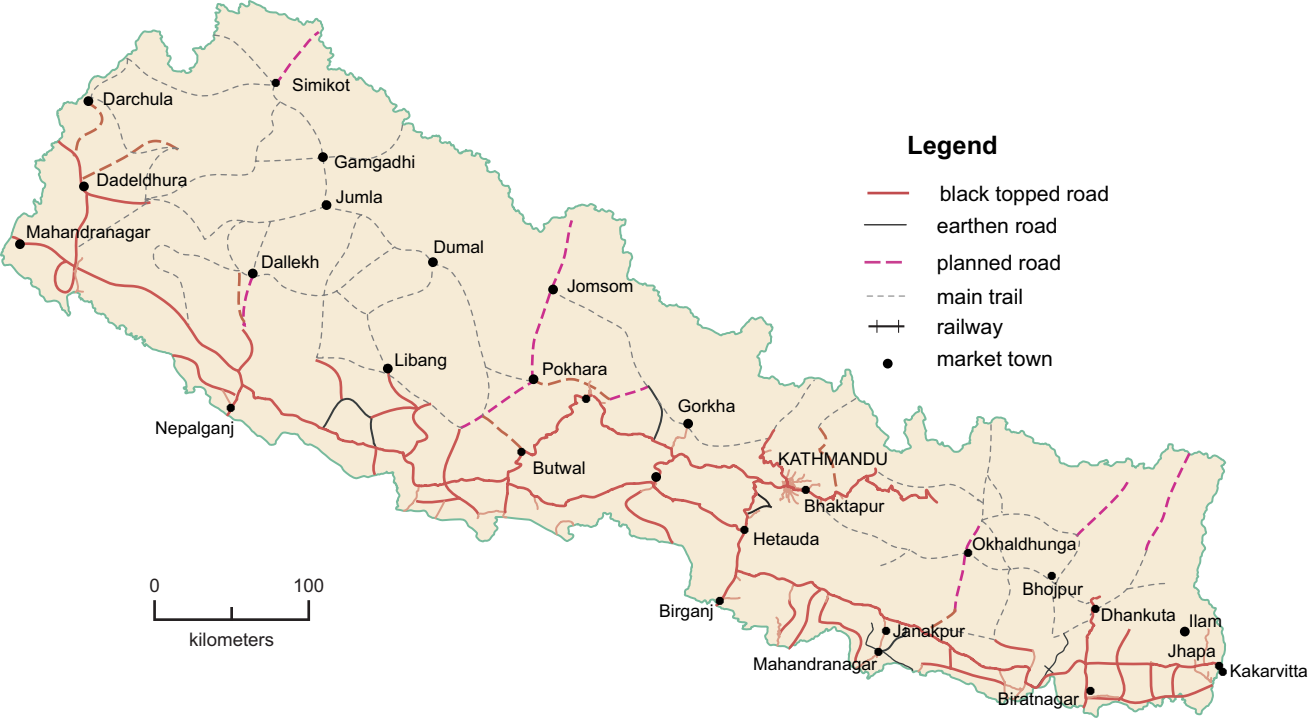 Simikot
Darchula
Gamgadhi
Dadeldhura
Jumla
Mahandranagar
Dumal
Dallekh
Jomsom
Libang
Pokhara
Nepalganj
Gorkha
Butwal
KATHMANDU
Bhaktapur
Hetauda
Okhaldhunga
Bhojpur
Birganj
Dhankuta
Ilam
Janakpur
Jhapa
Mahandranagar
Kakarvitta
Biratnagar
Legend
black topped road
earthen road
planned road
main trail
railway
market town
0 100
kilometers